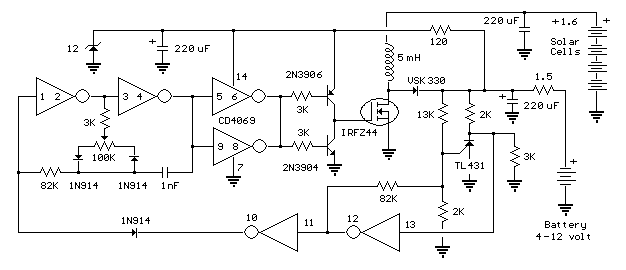 220 uF
+
+1.6
+
Solar
Cells
12
+
220 uF
120
5 mH
14
2N3906
VSK330
1.5
1 2
3 4
5 6
3K
+
220 uF
3K
CD4069
13K
2K
3K
IRFZ44
100K
9 8
7
2N3904
TL431
3K
+
82K
1N914
1N914
1nF
82K
2K
1N914
10
11
12
13
Battery
4-12 volt